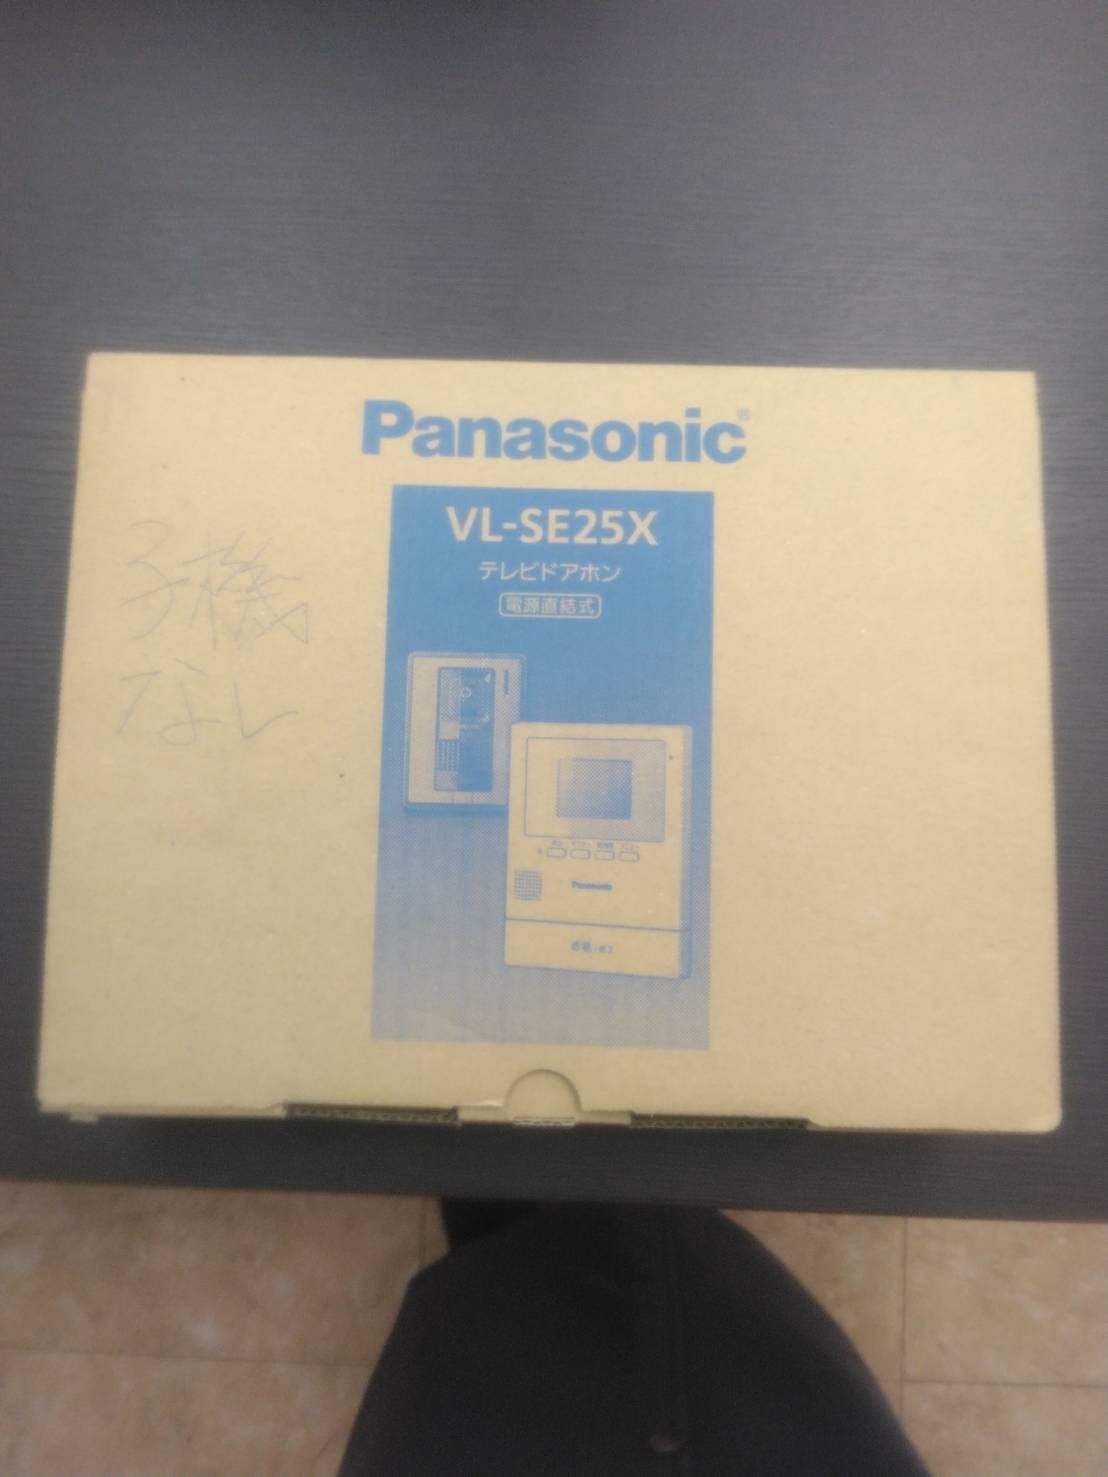 Panasonic®
VL-SE25X
テレビドアホン
電源直結式
子機
なし
Panasonic